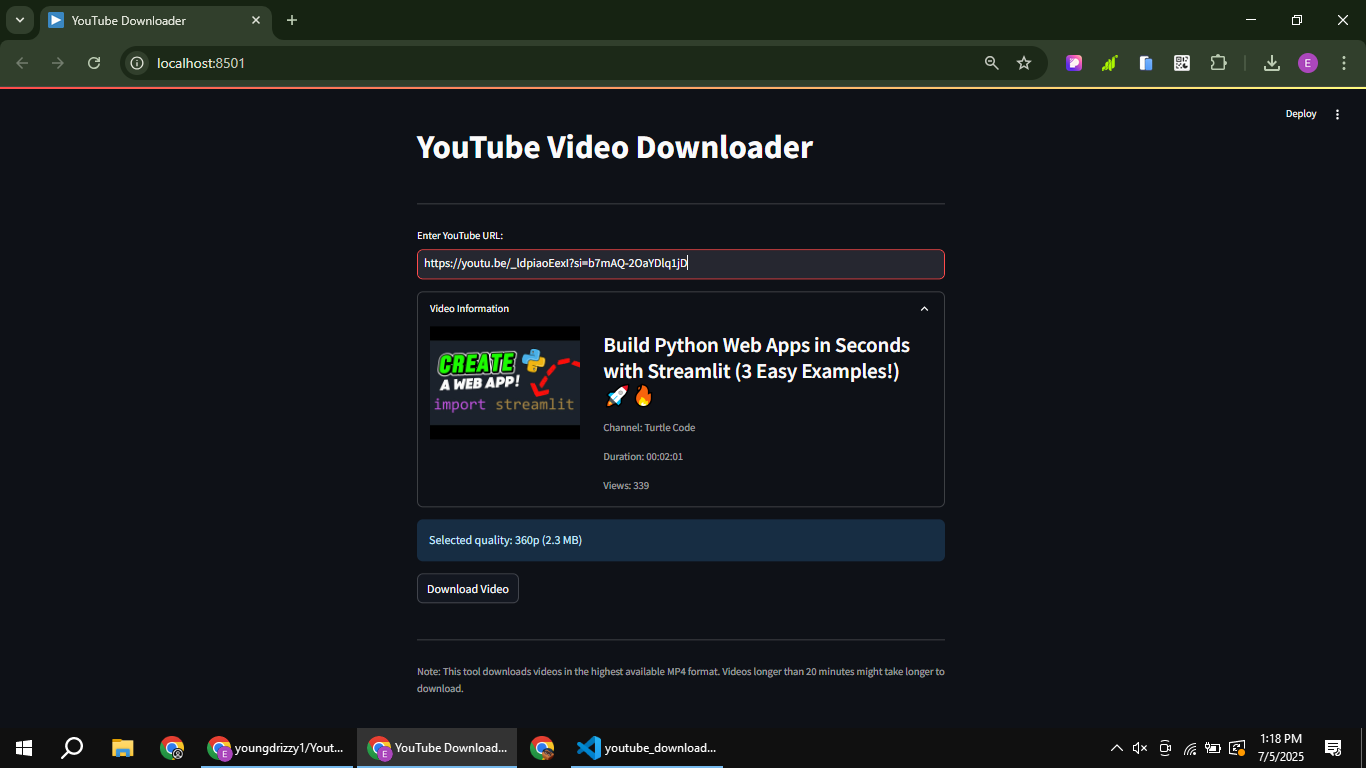 YouTube Downloader
localhost:8501
E
Deploy
YouTube Video Downloader
Enter YouTube URL:
https://youtu.be/_ldpiaoEexI?si=b7mAQ-2OaYDlq1jD
Video Information
CREATE
A WEB APP!
import streamlit
Build Python Web Apps in Seconds
with Streamlit (3 Easy Examples!)
🚀 🔥
Channel: Turtle Code
Duration: 00:02:01
Views: 339
Selected quality: 360p (2.3 MB)
Download Video
Note: This tool downloads videos in the highest available MP4 format. Videos longer than 20 minutes might take longer to
download.
E
youngdrizzy1/Yout...
E
YouTube Download...
youtube_download...
1:18 PM
7/5/2025